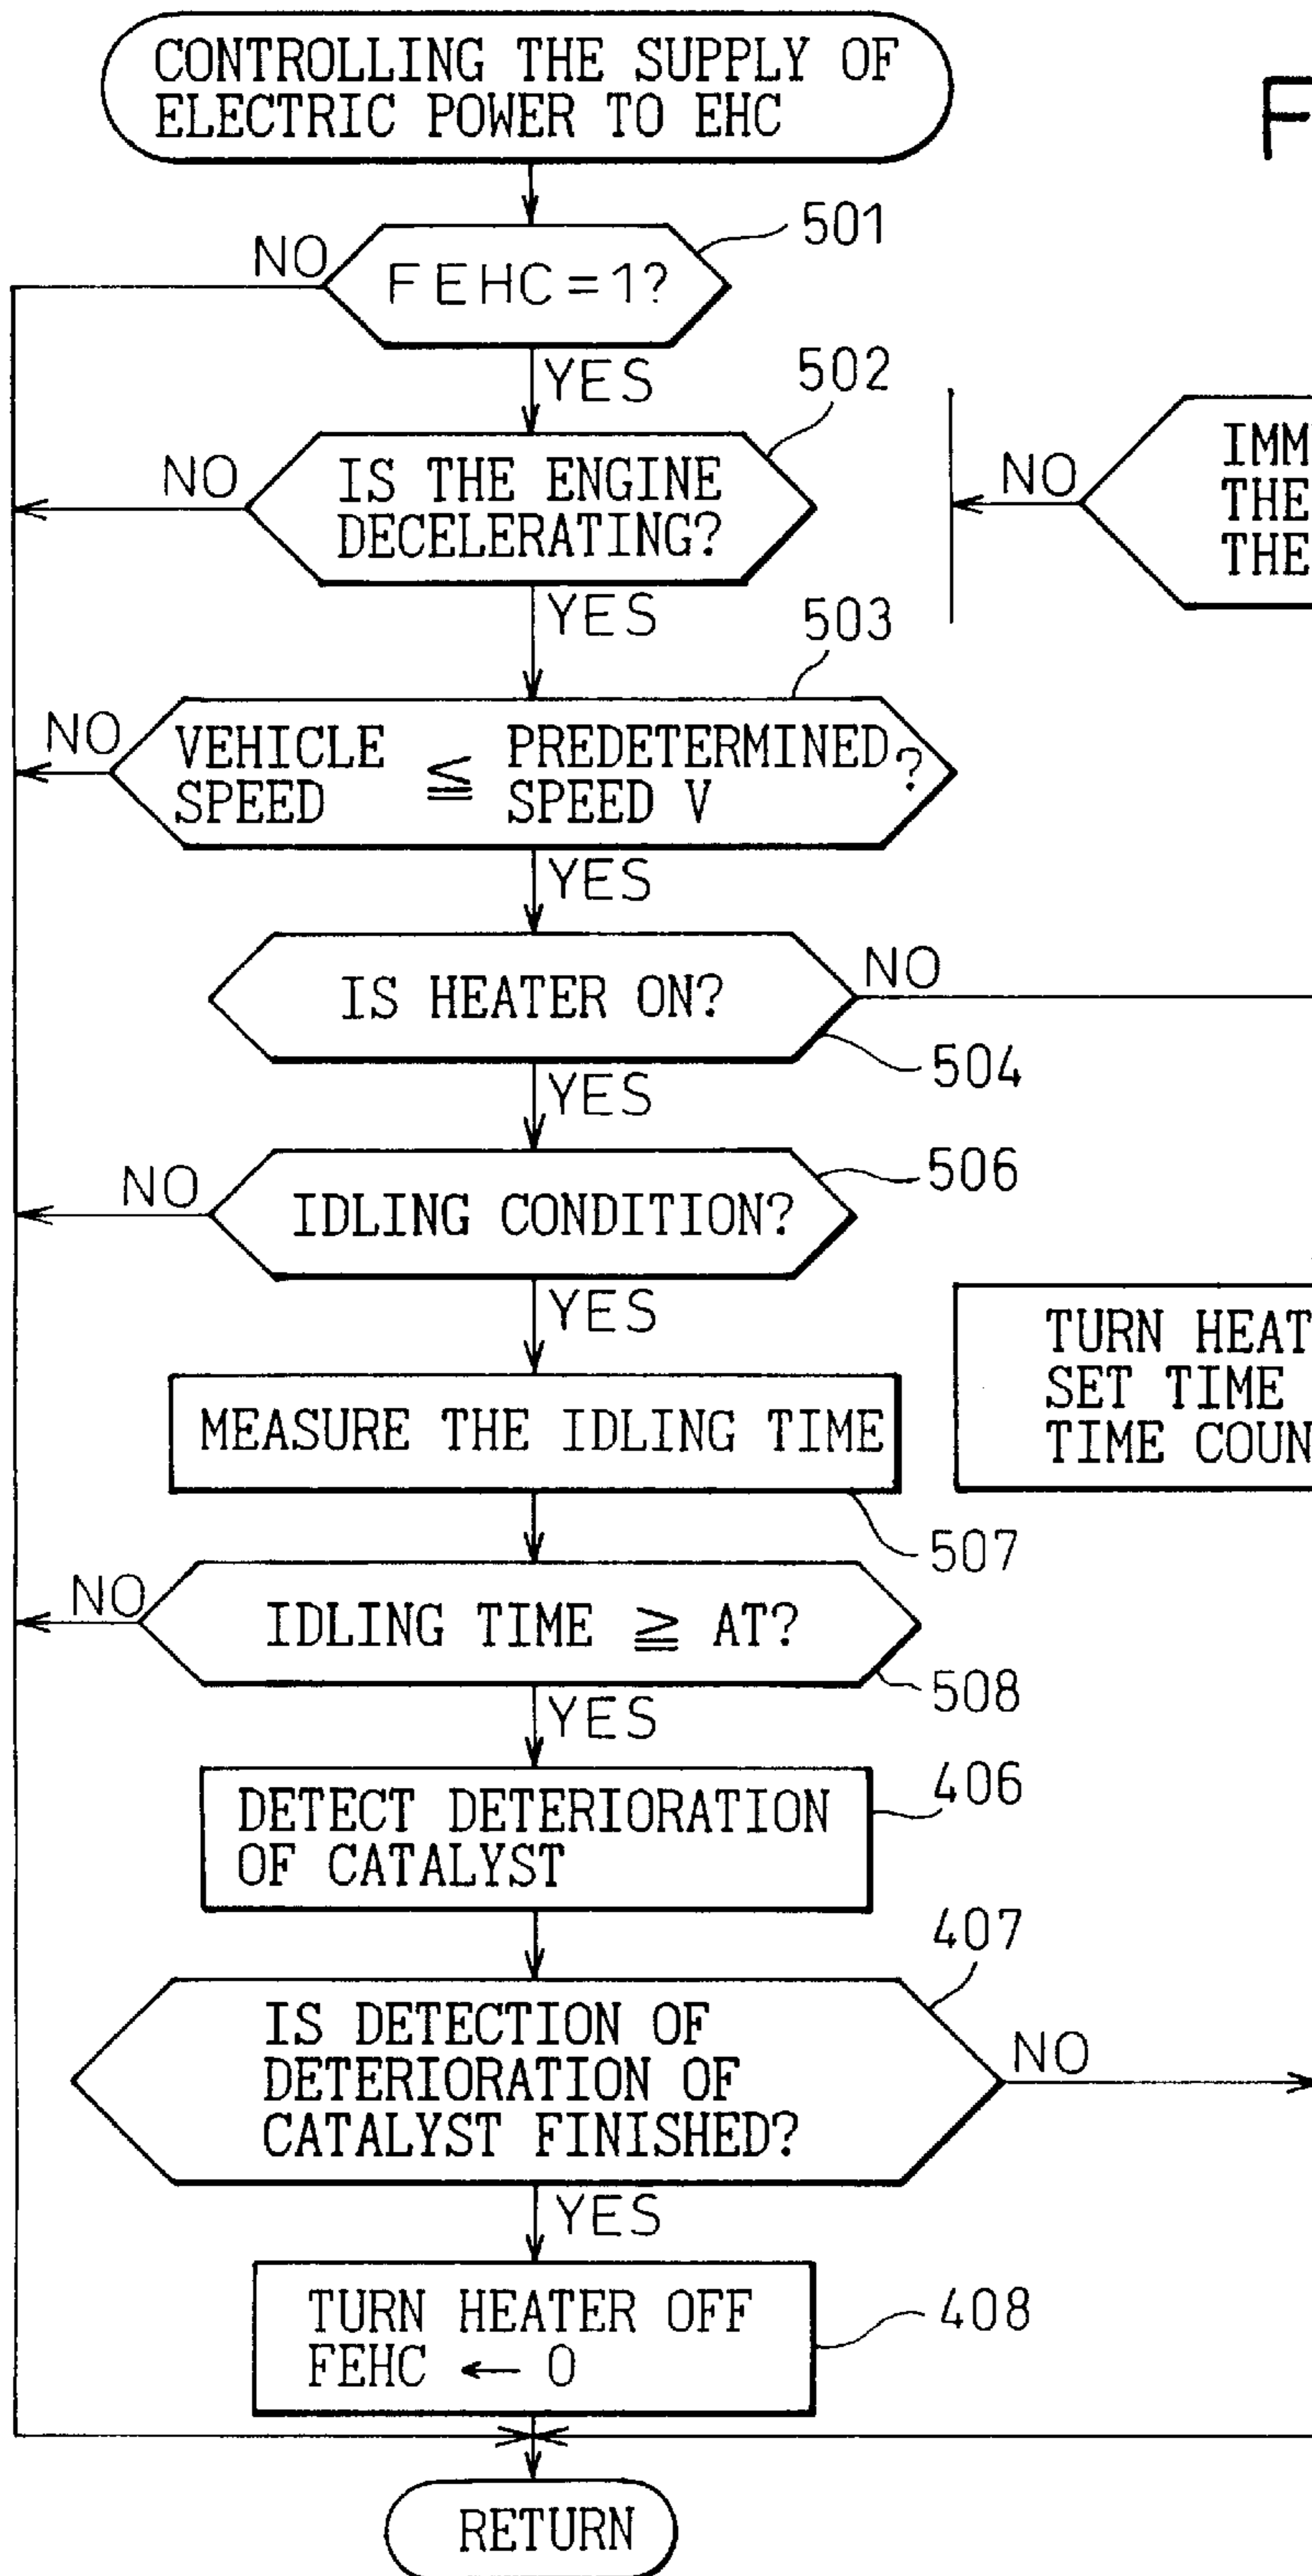 CONTROLLING THE SUPPLY OF
ELECTRIC POWER TO EHC
F
501
NO
FEHC=1?
YES
502
NO
IS THE ENGINE
DECELERATING?
YES
NO
IMM
THE
THE
503
NO
VEHICLE
SPEED
≦
PREDETERMINED
SPEED V
?
YES
IS HEATER ON?
NO
504
YES
506
NO
IDLING CONDITION?
YES
TURN HEAT
SET TIME
TIME COUN
MEASURE THE IDLING TIME
507
NO
IDLING TIME ≧ AT?
508
YES
406
DETECT DETERIORATION
OF CATALYST
407
IS DETECTION OF
DETERIORATION OF
CATALYST FINISHED?
NO
YES
TURN HEATER OFF
FEHC ← 0
408
RETURN